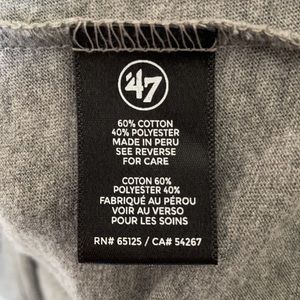 '47
60% COTTON
40% POLYESTER
MADE IN PERU
SEE REVERSE
FOR CARE
COTON 60%
POLYESTER 40%
FABRIQUÉ AU PÉROU
VOIR AU VERSO
POUR LES SOINS
RN# 65125 / CA# 54267